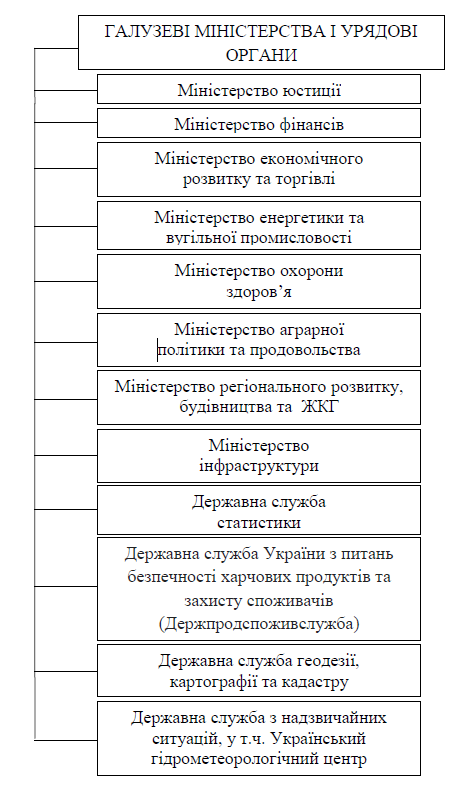 ГАЛУЗЕВІ МІНІСТЕРСТВА І УРЯДОВІ
ОРГАНИ
Міністерство юстиції
Міністерство фінансів
Міністерство економічного
розвитку та торгівлі
Міністерство енергетики та
вугільної промисловості
Міністерство охорони
здоров’я
Міністерство аграрної
політики та продовольства
Міністерство регіонального розвитку,
будівництва та ЖКГ
Міністерство
інфраструктури
Державна служба
статистики
Державна служба України з питань
безпечності харчових продуктів та
захисту споживачів
(Держпродспоживслужба)
Державна служба геодезії,
картографії та кадастру
Державна служба з надзвичайних
ситуацій, у т.ч. Український
гідрометеорологічний центр